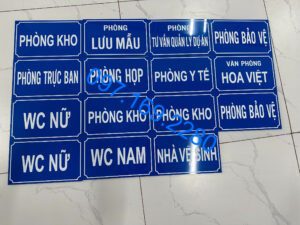 PHÒNG KHO
PHÒNG
LƯU MẪU
PHÒNG
TƯ VẤN QUẢN LÝ DỰ ÁN
PHÒNG BẢO VỆ
PHÒNG TRỰC BAN
PHÒNG HỌP
PHÒNG Y TẾ
VĂN PHÒNG
HOA VIỆT
WC NỮ
PHÒNG KHO
PHÒNG KHO
PHÒNG BẢO VỆ
WC NỮ
WC NAM
NHÀ VỆ SINH